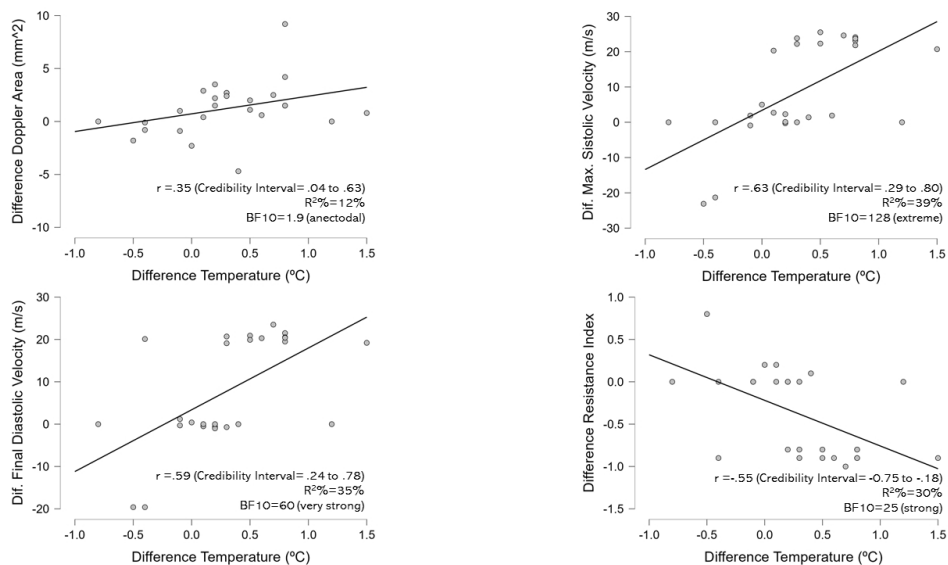 Difference Doppler Area (mm^2)
10
5
0
-5
-10
r =.35 (Credibility Interval= .04 to .63)
R²%=12%
BF10=1.9 (anectodal)
-1.0 -0.5 0.0 0.5 1.0 1.5
Difference Temperature (ºC)
Dif. Max. Sistolic Velocity (m/s)
30
20
10
0
-10
-20
-30
r =.63 (Credibility Interval= .29 to .80)
R²%=39%
BF10=128 (extreme)
-1.0 -0.5 0.0 0.5 1.0 1.5
Difference Temperature (ºC)
Dif. Final Diastolic Velocity (m/s)
30
20
10
0
-10
-20
r =.59 (Credibility Interval= .24 to .78)
R²%=35%
BF10=60 (very strong)
-1.0 -0.5 0.0 0.5 1.0 1.5
Difference Temperature (ºC)
Difference Resistance Index
1.0
0.5
0.0
-0.5
-1.0
-1.5
r =-.55 (Credibility Interval= -0.75 to -.18)
R²%=30%
BF10=25 (strong)
-1.0 -0.5 0.0 0.5 1.0 1.5
Difference Temperature (ºC)